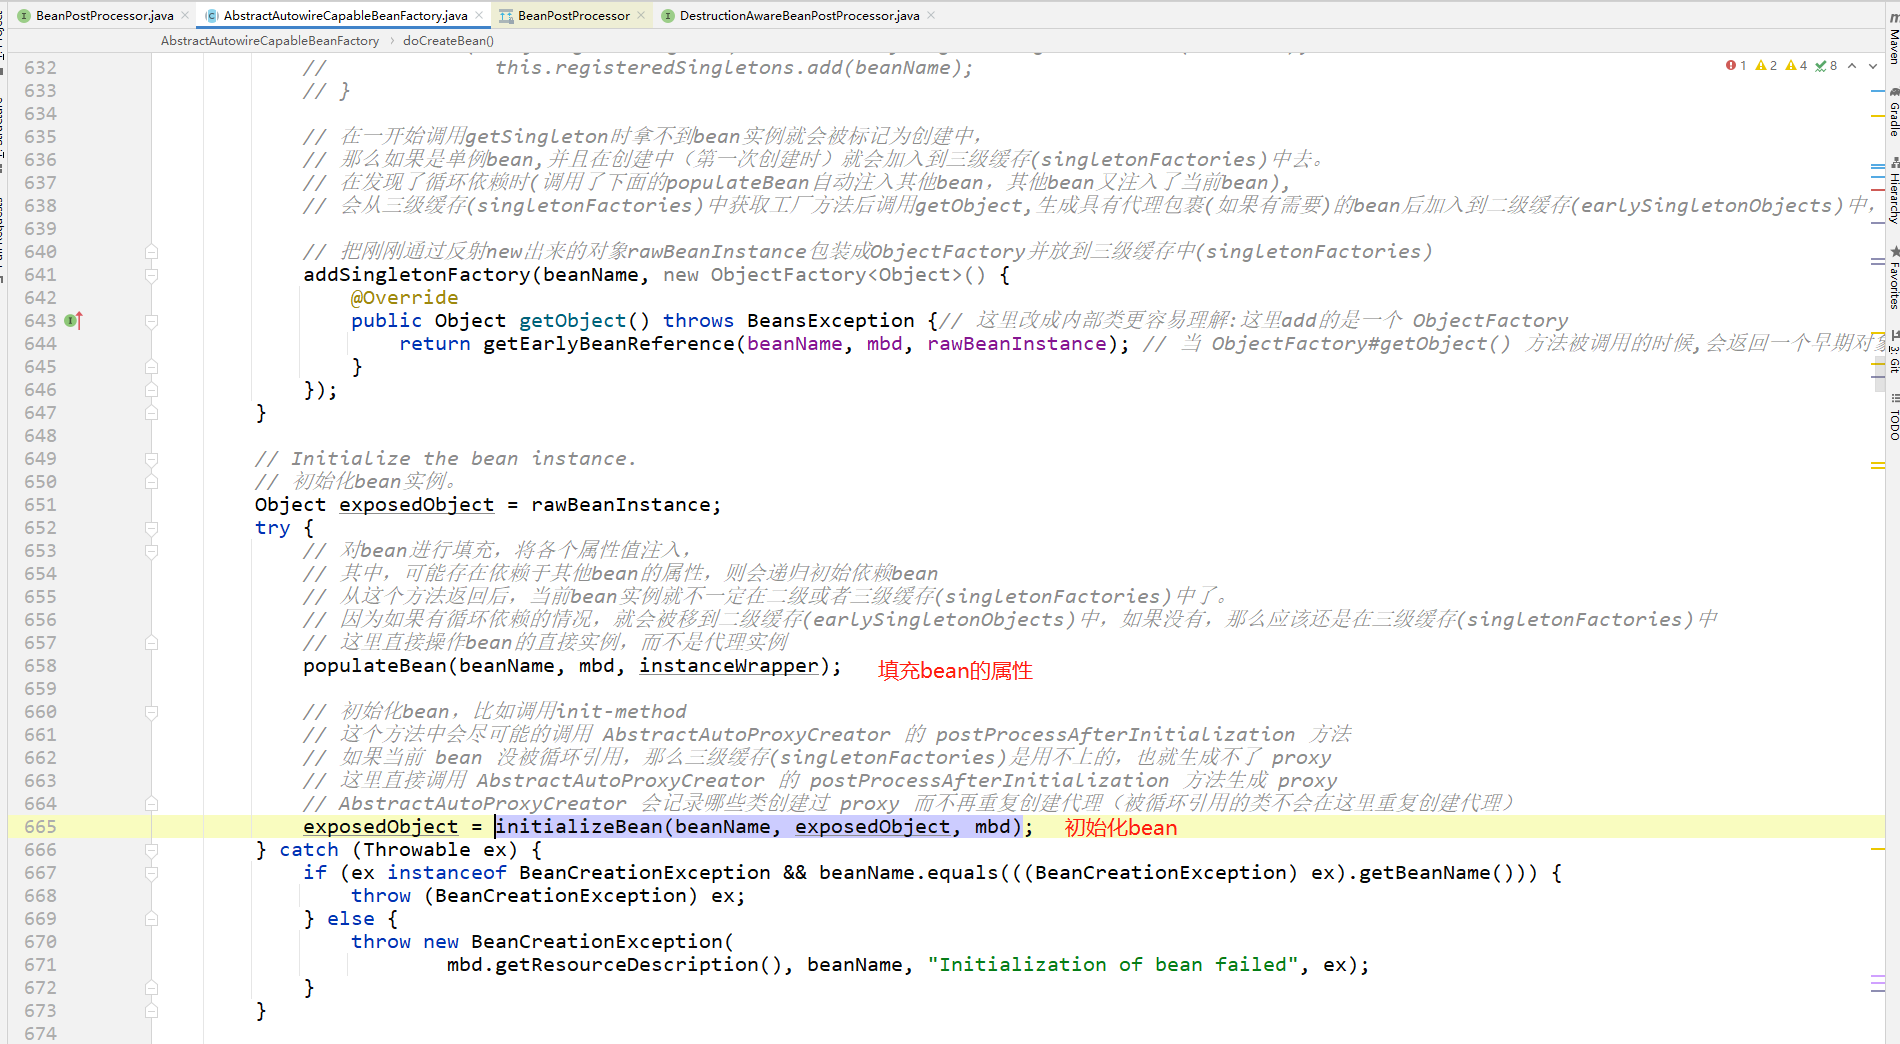 BeanPostProcessor.java
AbstractAutowireCapableBeanFactory.java
BeanPostProcessor
DestructionAwareBeanPostProcessor.java
AbstractAutowireCapableBeanFactory > doCreateBean()
1 2 4 8
Maven
Gradle
Hierarchy
Favorites
3: Git
TODO
632 // this.registeredSingletons.add(beanName);
633 // }
634
635 // 在一开始调用getSingleton时拿不到bean实例就会被标记为创建中,
636 // 那么如果是单例bean,并且在创建中（第一次创建时）就会加入到三级缓存(singletonFactories)中去。
637 // 在发现了循环依赖时(调用了下面的populateBean自动注入其他bean，其他bean又注入了当前bean),
638 // 会从三级缓存(singletonFactories)中获取工厂方法后调用getObject,生成具有代理包裹(如果有需要)的bean后加入到二级缓存(earlySingletonObjects)中,
639
640 // 把刚刚通过反射new出来的对象rawBeanInstance包装成ObjectFactory并放到三级缓存中(singletonFactories)
641 addSingletonFactory(beanName, new ObjectFactory<Object>() {
642 @Override
643 public Object getObject() throws BeansException {// 这里改成内部类更容易理解:这里add的是一个 ObjectFactory
644 return getEarlyBeanReference(beanName, mbd, rawBeanInstance); // 当 ObjectFactory#getObject() 方法被调用的时候,会返回一个早期对象
645 }
646 });
647 }
648
649 // Initialize the bean instance.
650 // 初始化bean实例。
651 Object exposedObject = rawBeanInstance;
652 try {
653 // 对bean进行填充，将各个属性值注入，
654 // 其中，可能存在依赖于其他bean的属性，则会递归初始依赖bean
655 // 从这个方法返回后，当前bean实例就不一定在二级或者三级缓存(singletonFactories)中了。
656 // 因为如果有循环依赖的情况，就会被移到二级缓存(earlySingletonObjects)中，如果没有，那么应该还是在三级缓存(singletonFactories)中
657 // 这里直接操作bean的直接实例，而不是代理实例
658 populateBean(beanName, mbd, instanceWrapper); 填充bean的属性
659
660 // 初始化bean，比如调用init-method
661 // 这个方法中会尽可能的调用 AbstractAutoProxyCreator 的 postProcessAfterInitialization 方法
662 // 如果当前 bean 没被循环引用，那么三级缓存(singletonFactories)是用不上的，也就生成不了 proxy
663 // 这里直接调用 AbstractAutoProxyCreator 的 postProcessAfterInitialization 方法生成 proxy
664 // AbstractAutoProxyCreator 会记录哪些类创建过 proxy 而不再重复创建代理（被循环引用的类不会在这里重复创建代理）
665 exposedObject = initializeBean(beanName, exposedObject, mbd); 初始化bean
666 } catch (Throwable ex) {
667 if (ex instanceof BeanCreationException && beanName.equals(((BeanCreationException) ex).getBeanName())) {
668 throw (BeanCreationException) ex;
669 } else {
670 throw new BeanCreationException(
671 mbd.getResourceDescription(), beanName, "Initialization of bean failed", ex);
672 }
673 }
674